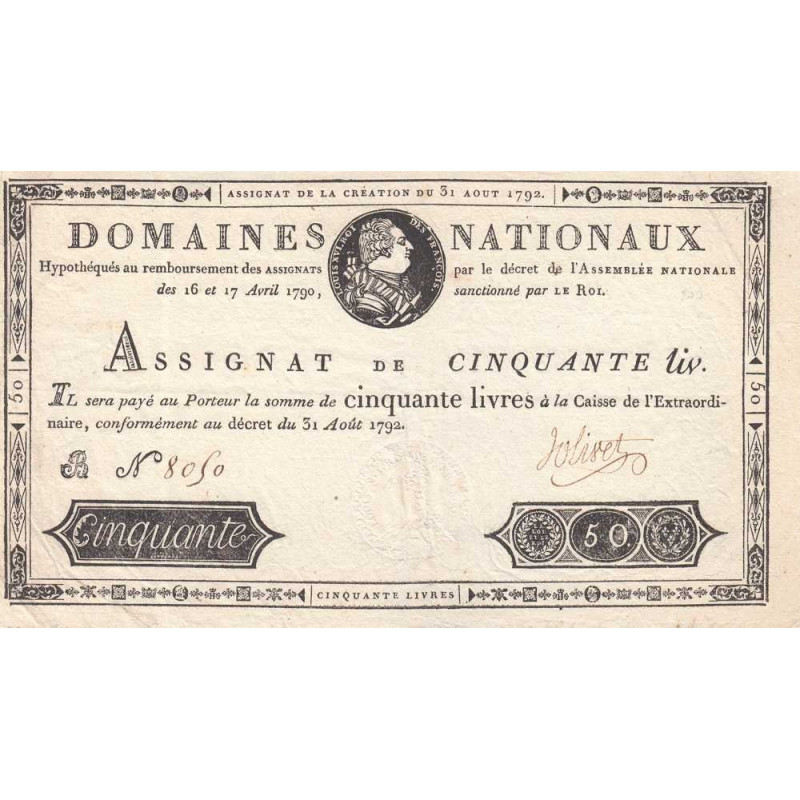 ASSIGNAT DE LA CRÉATION DU 31 AOUT 1792.
DOMAINES NATIONAUX
LOUIS XVI. ROI DES FRANÇOIS.
Hypothéqués au remboursement des ASSIGNATS par le décret de l'ASSEMBLÉE NATIONALE
des 16 et 17 Avril 1790, sanctionné par LE ROI.
ASSIGNAT DE CINQUANTE liv.
IL sera payé au Porteur la somme de cinquante livres à la Caisse de l'Extraordi-
naire, conformément au décret du 31 Août 1792.
N 8050
Jolivet
Cinquante
50
50
50
CINQUANTE LIVRES